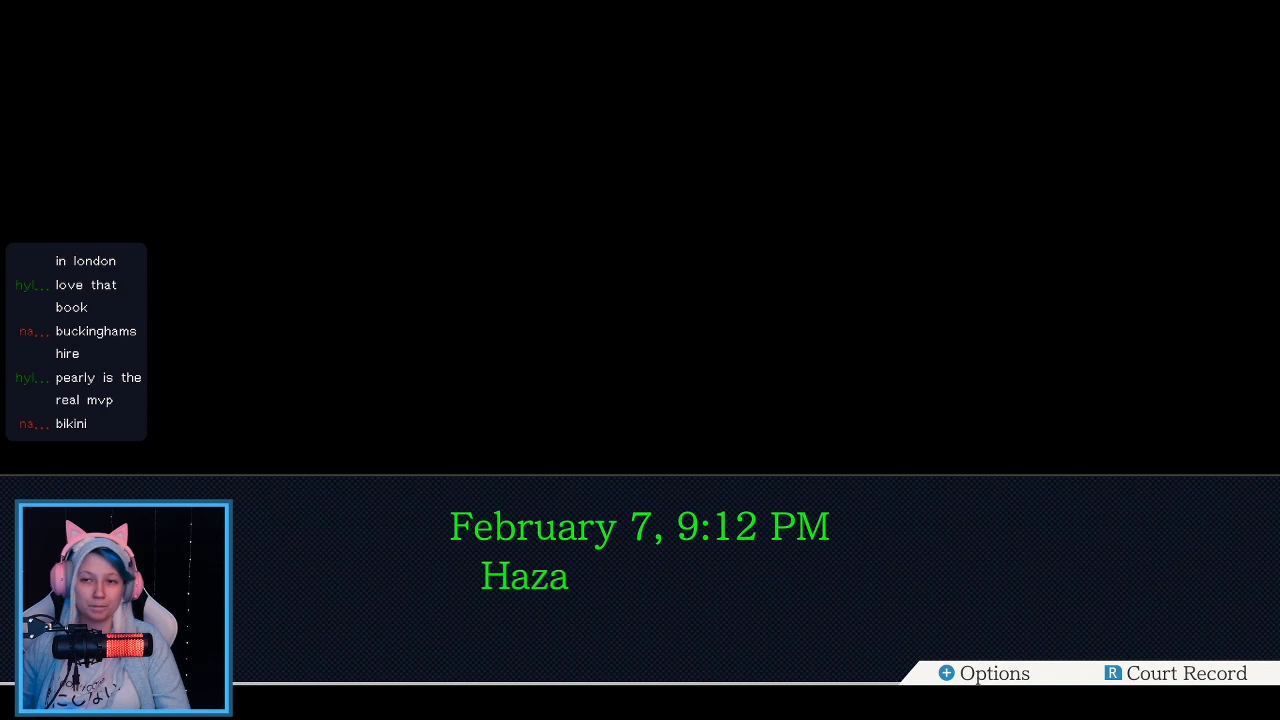 in london
hyl... love that
book
na... buckinghams
hire
hyl... pearly is the
real mvp
na... bikini
February 7, 9:12 PM
Haza
+ Options
R Court Record